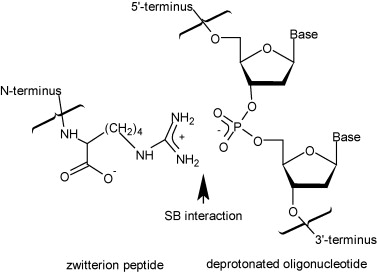 5'-terminus
O
Base
O
N-terminus
O
NH
(CH2)4
+
NH2
O
-
P
O
O
Base
O
O
O-
NH
NH2
O
SB interaction
3'-terminus
zwitterion peptide
deprotonated oligonucleotide